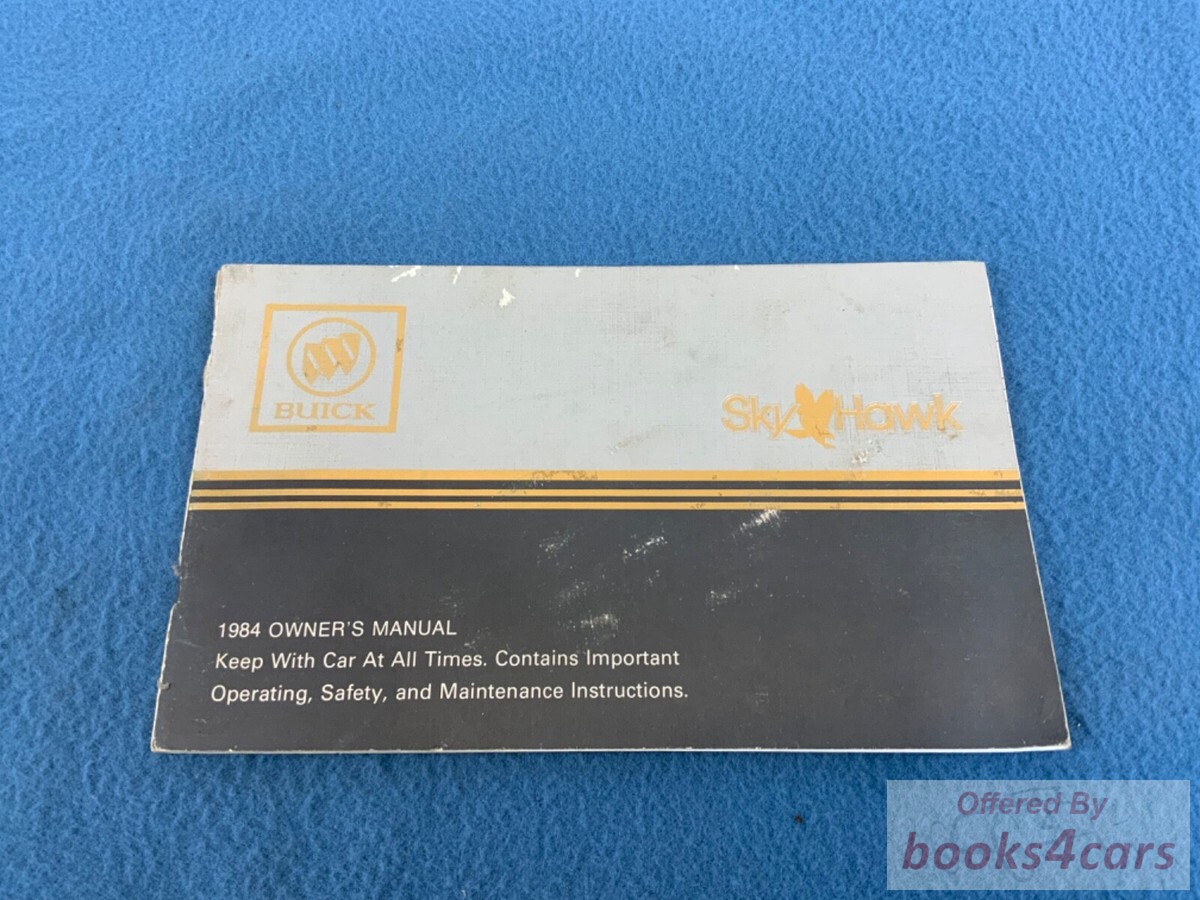 BUICK
SkyHawk
1984 OWNER'S MANUAL
Keep With Car At All Times. Contains Important
Operating, Safety, and Maintenance Instructions.
Offered By
books4cars